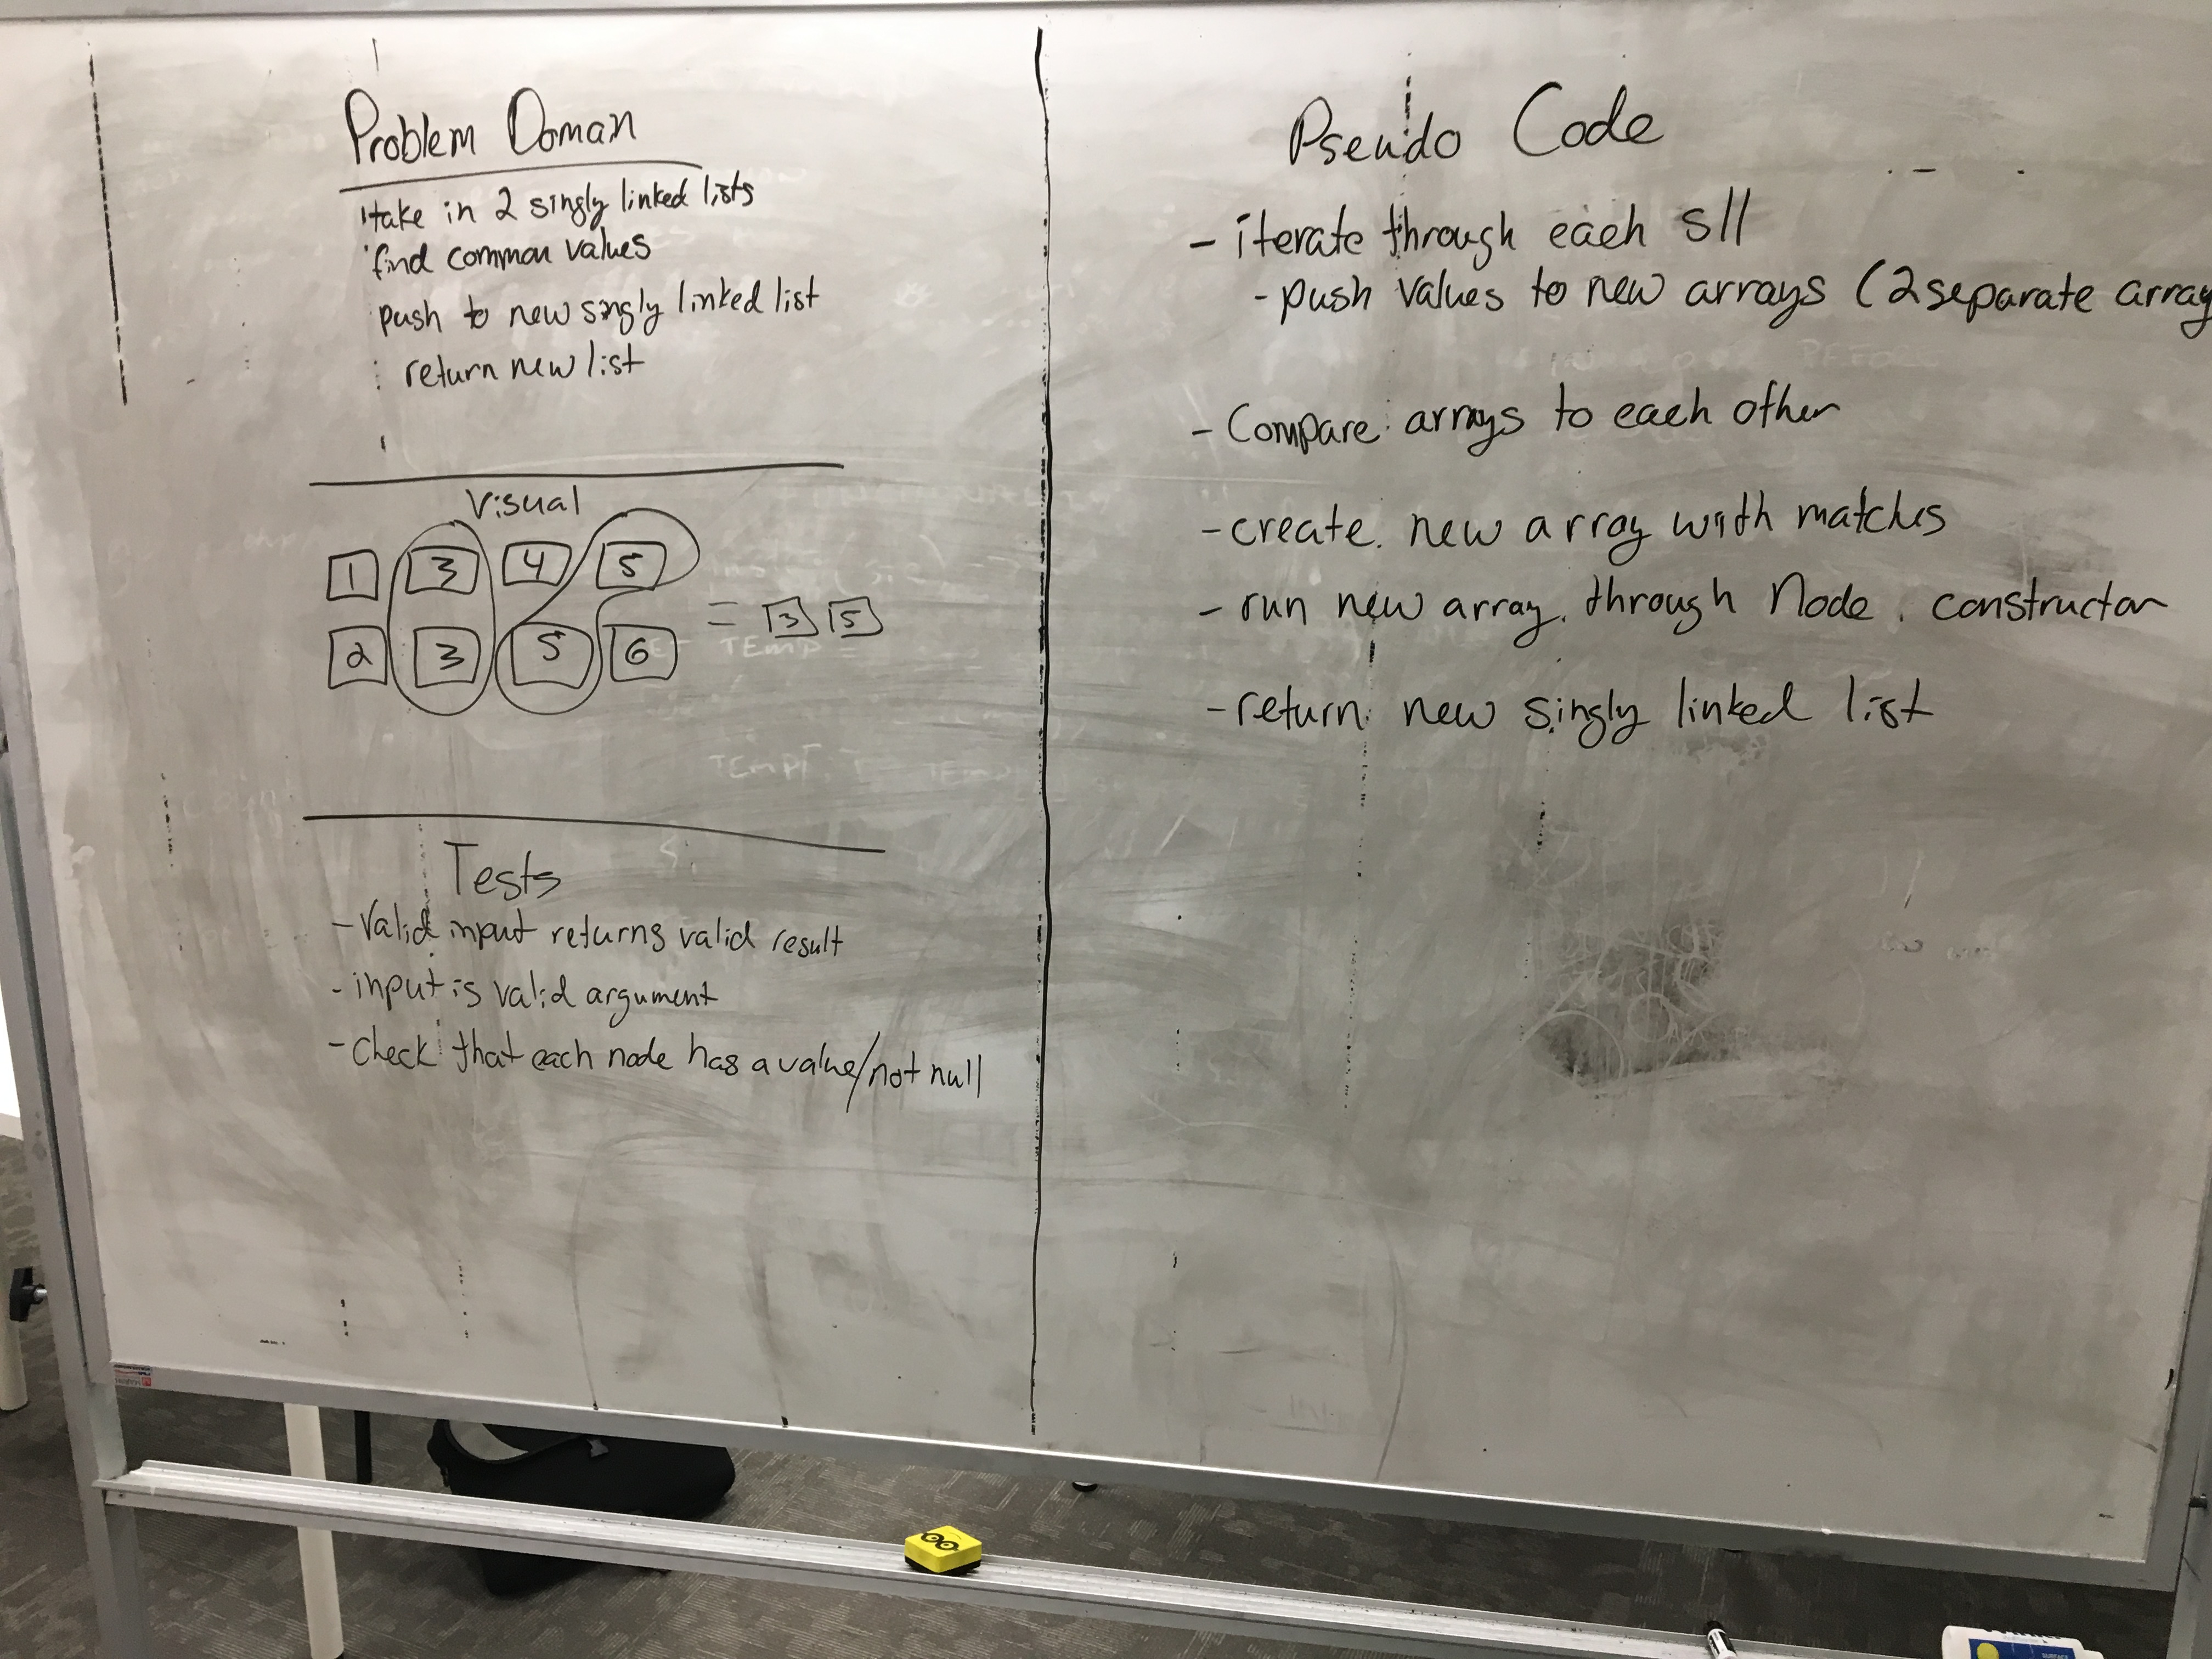 Problem Doman
take in 2 singly linked lists
find common values
push to new singly linked list
return new list
Visual
1 3 4 5
2 3 5 6
= 3 5
Tests
- Valid input returns valid result
- input is valid argument
- Check that each node has a value/not null
Pseudo Code
- iterate through each sll
- push values to new arrays (2 separate array
- Compare arrays to each other
- create new array with matches
- run new array through Node constructor
- return new singly linked list